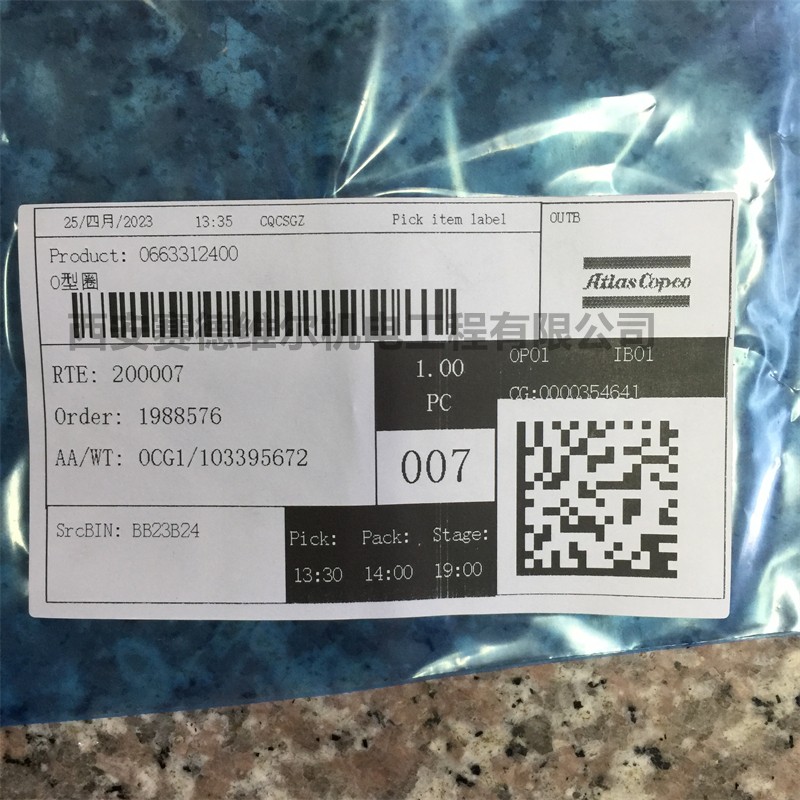 25/四月/2023 13:35 CQCSGZ Pick item label
OUTB
Product: 0663312400
O型圈
Atlas Copco
西安赛德维尔机电工程有限公司
RTE: 200007
1.00
PC
OP01 IB01
CG:0000354641
Order: 1988576
AA/WT: OCG1/103395672
007
SrcBIN: BB23B24
Pick: Pack: Stage:
13:30 14:00 19:00